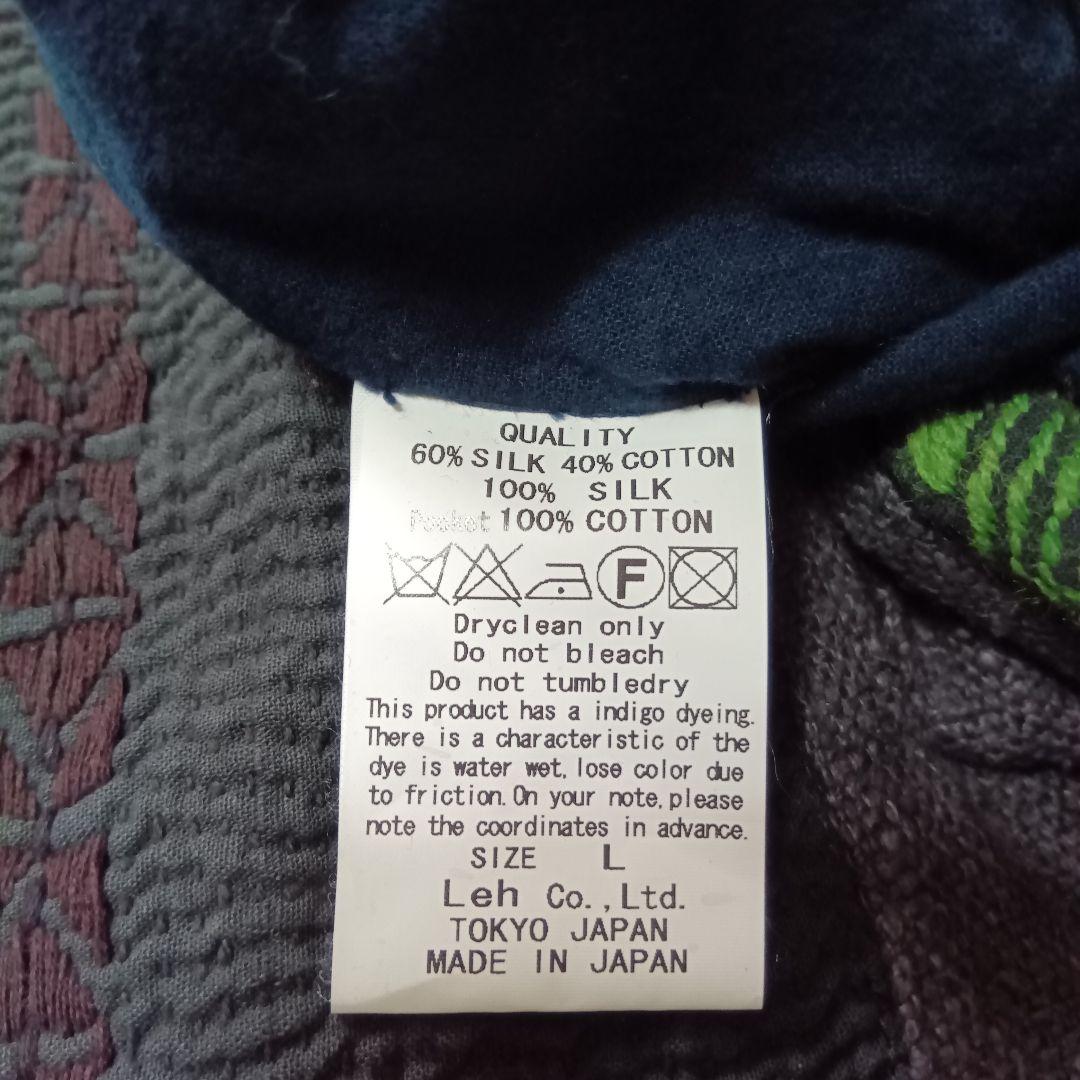 QUALITY
60% SILK 40% COTTON
100% SILK
Pocket 100% COTTON
F
Dryclean only
Do not bleach
Do not tumbledry
This product has a indigo dyeing.
There is a characteristic of the
dye is water wet, lose color due
to friction. On your note, please
note the coordinates in advance.
SIZE L
Leh Co., Ltd.
TOKYO JAPAN
MADE IN JAPAN